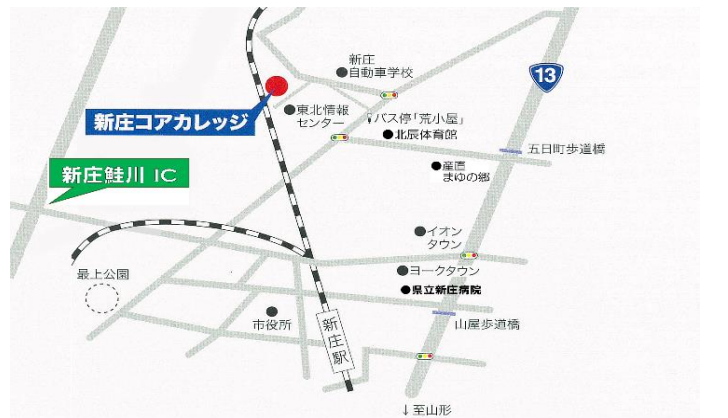 新庄
自動車学校
13
新庄コアカレッジ
東北情報
センター
バス停「荒小屋」
北辰体育館
五日町歩道橋
産直
まゆの郷
新庄鮭川 IC
イオン
タウン
最上公園
ヨークタウン
県立新庄病院
市役所
新庄駅
山屋歩道橋
↓至山形